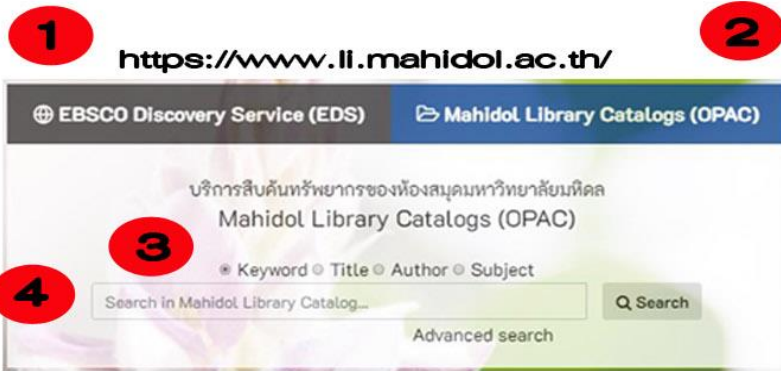 1
2
https://www.li.mahidol.ac.th/
EBSCO Discovery Service (EDS)
Mahidol Library Catalogs (OPAC)
บริการสืบค้นทรัพยากรของห้องสมุดมหาวิทยาลัยมหิดล
Mahidol Library Catalogs (OPAC)
3
Keyword Title Author Subject
4
Search in Mahidol Library Catalog...
Search
Advanced search